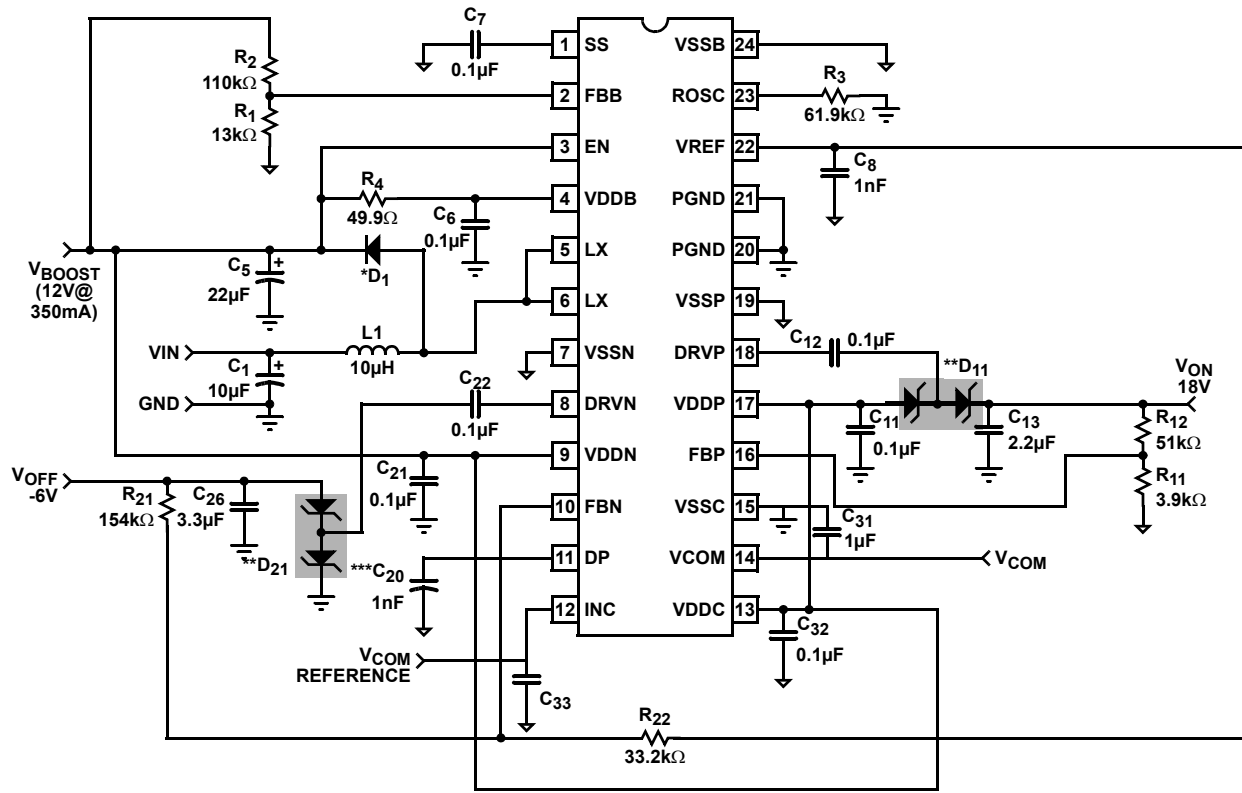 C7
0.1µF
R2
110kΩ
R1
13kΩ
R4
49.9Ω
C6
0.1µF
VBOOST
(12V@
350mA)
C5
+
22µF
*D1
VIN
L1
10µH
C1
+
10µF
GND
C22
0.1µF
VOFF
-6V
R21
154kΩ
C26
3.3µF
**D21
C21
0.1µF
***C20
1nF
VCOM
REFERENCE
C33
R22
33.2kΩ
1 SS
2 FBB
3 EN
4 VDDB
5 LX
6 LX
7 VSSN
8 DRVN
9 VDDN
10 FBN
11 DP
12 INC
VSSB 24
ROSC 23
VREF 22
PGND 21
PGND 20
VSSP 19
DRVP 18
VDDP 17
FBP 16
VSSC 15
VCOM 14
VDDC 13
R3
61.9kΩ
C8
1nF
C12
0.1µF
**D11
VON
18V
C11
0.1µF
C13
2.2µF
R12
51kΩ
R11
3.9kΩ
C31
1µF
VCOM
C32
0.1µF